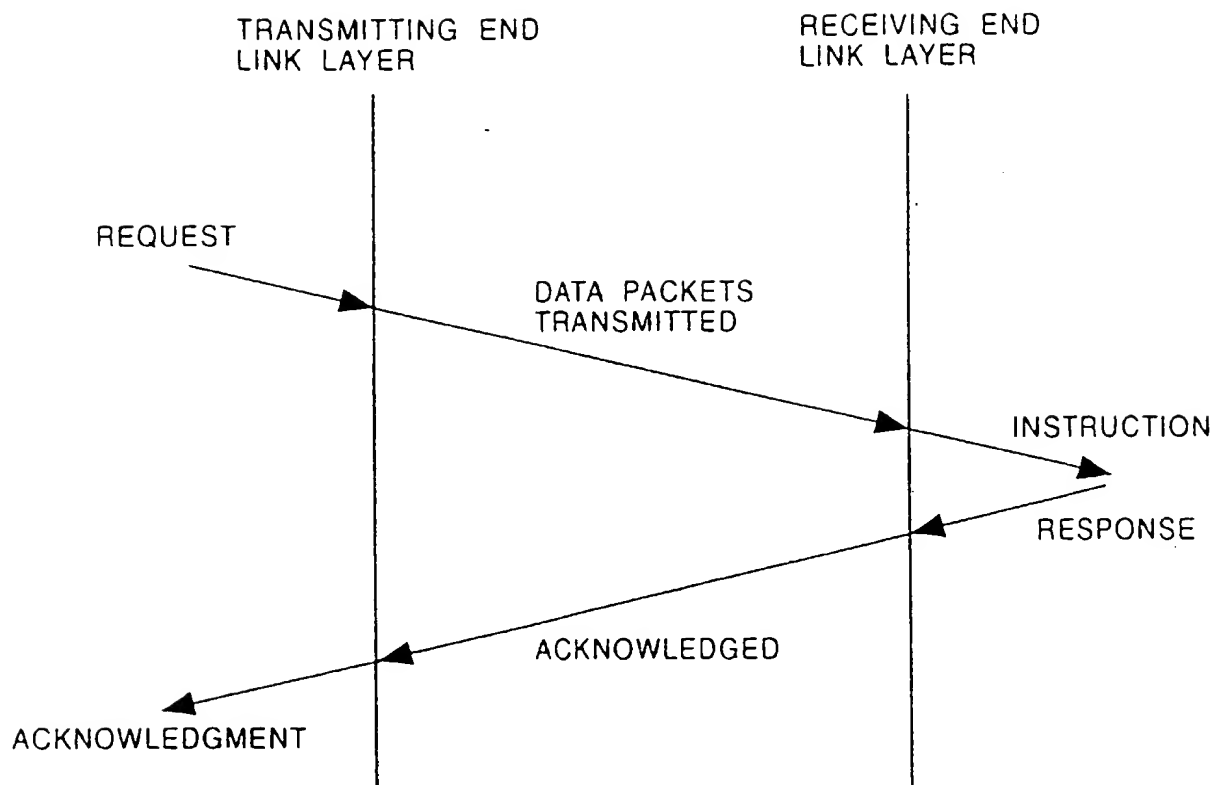 TRANSMITTING END
LINK LAYER
RECEIVING END
LINK LAYER
REQUEST
DATA PACKETS
TRANSMITTED
INSTRUCTION
RESPONSE
ACKNOWLEDGED
ACKNOWLEDGMENT